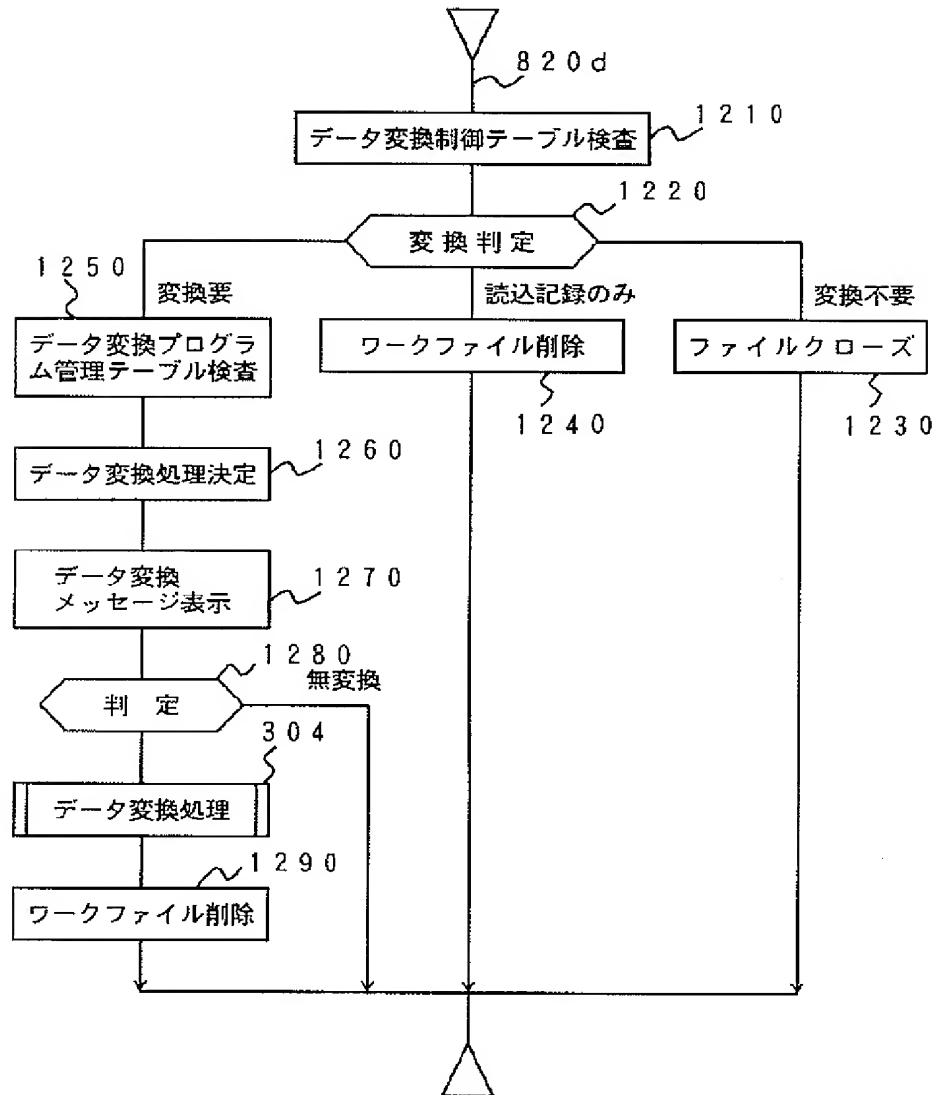 820d
1210
データ変換制御テーブル検査
1220
変換判定
1250
変換要
読込記録のみ
変換不要
データ変換プログラ
ム管理テーブル検査
ワークファイル削除
ファイルクローズ
1240
1230
1260
データ変換処理決定
1270
データ変換
メッセージ表示
1280
無変換
判定
304
データ変換処理
1290
ワークファイル削除